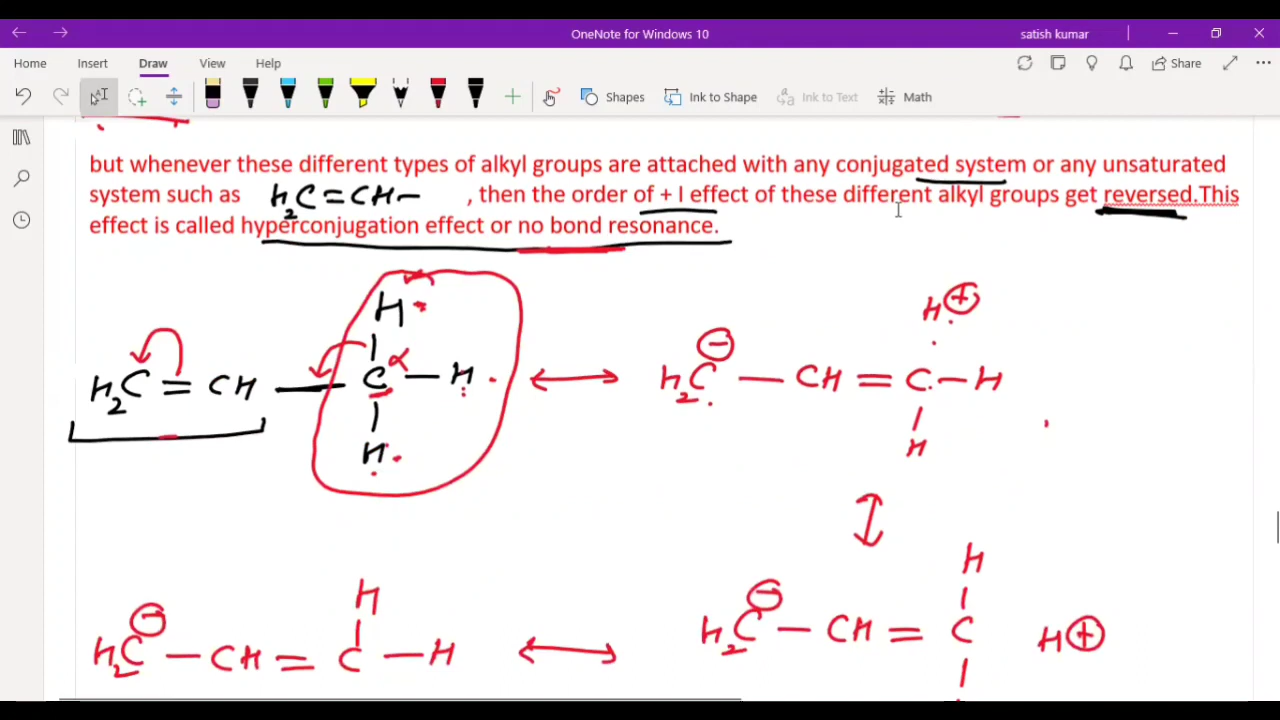 OneNote for Windows 10
satish kumar
Home Insert Draw View Help
Share
Shapes Ink to Shape Ink to Text Math
but whenever these different types of alkyl groups are attached with any conjugated system or any unsaturated
system such as H2C=CH– , then the order of + I effect of these different alkyl groups get reversed.This
effect is called hyperconjugation effect or no bond resonance.
H
H ⊕
α
H2C = CH — C — H ↔ H2C⊖ — CH = C — H
H
H
↕
H
H
H2C⊖ — CH = C — H ↔ H2C⊖ — CH = C H⊕